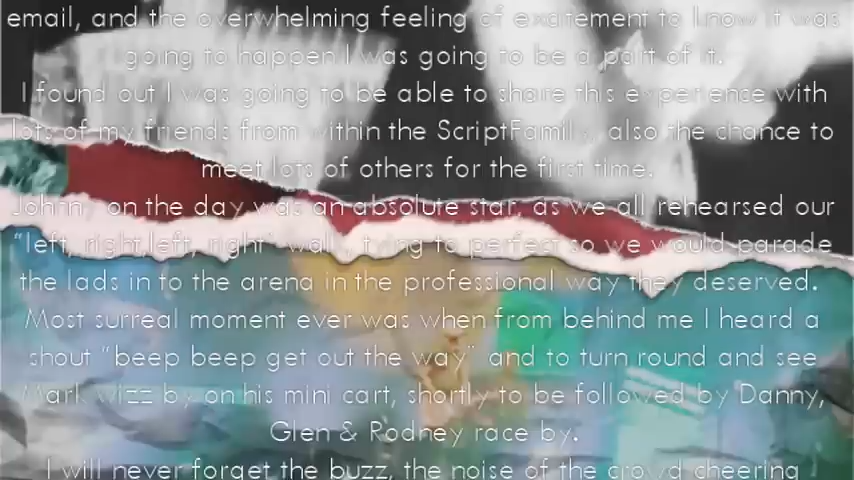 email, and the overwhelming feeling of excitement to know it was
going to happen I was going to be a part of it.
I found out I was going to be able to share this experience with
lots of my friends from within the ScriptFamily, also the chance to
meet lots of others for the first time.
Johnny on the day was an absolute star, as we all rehearsed our
“left, right,left, right” walk, trying to perfect so we would parade
the lads in to the arena in the professional way they deserved.
Most surreal moment ever was when from behind me I heard a
shout “beep beep get out the way” and to turn round and see
Mark wizz by on his mini cart, shortly to be followed by Danny,
Glen & Rodney race by.
I will never forget the buzz, the noise of the crowd cheering